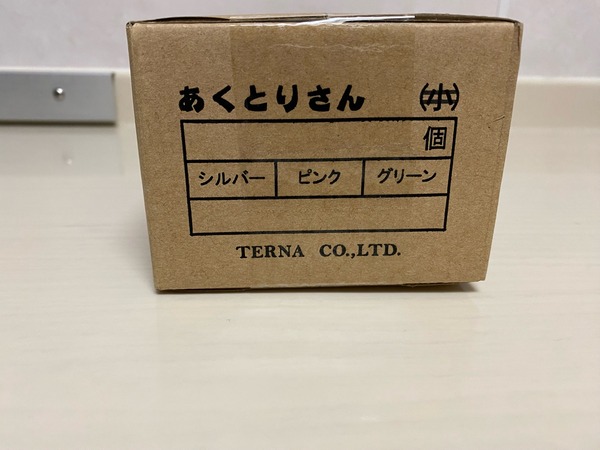 あくとりさん ㈲
個
シルバー ピンク グリーン
TERNA CO.,LTD.